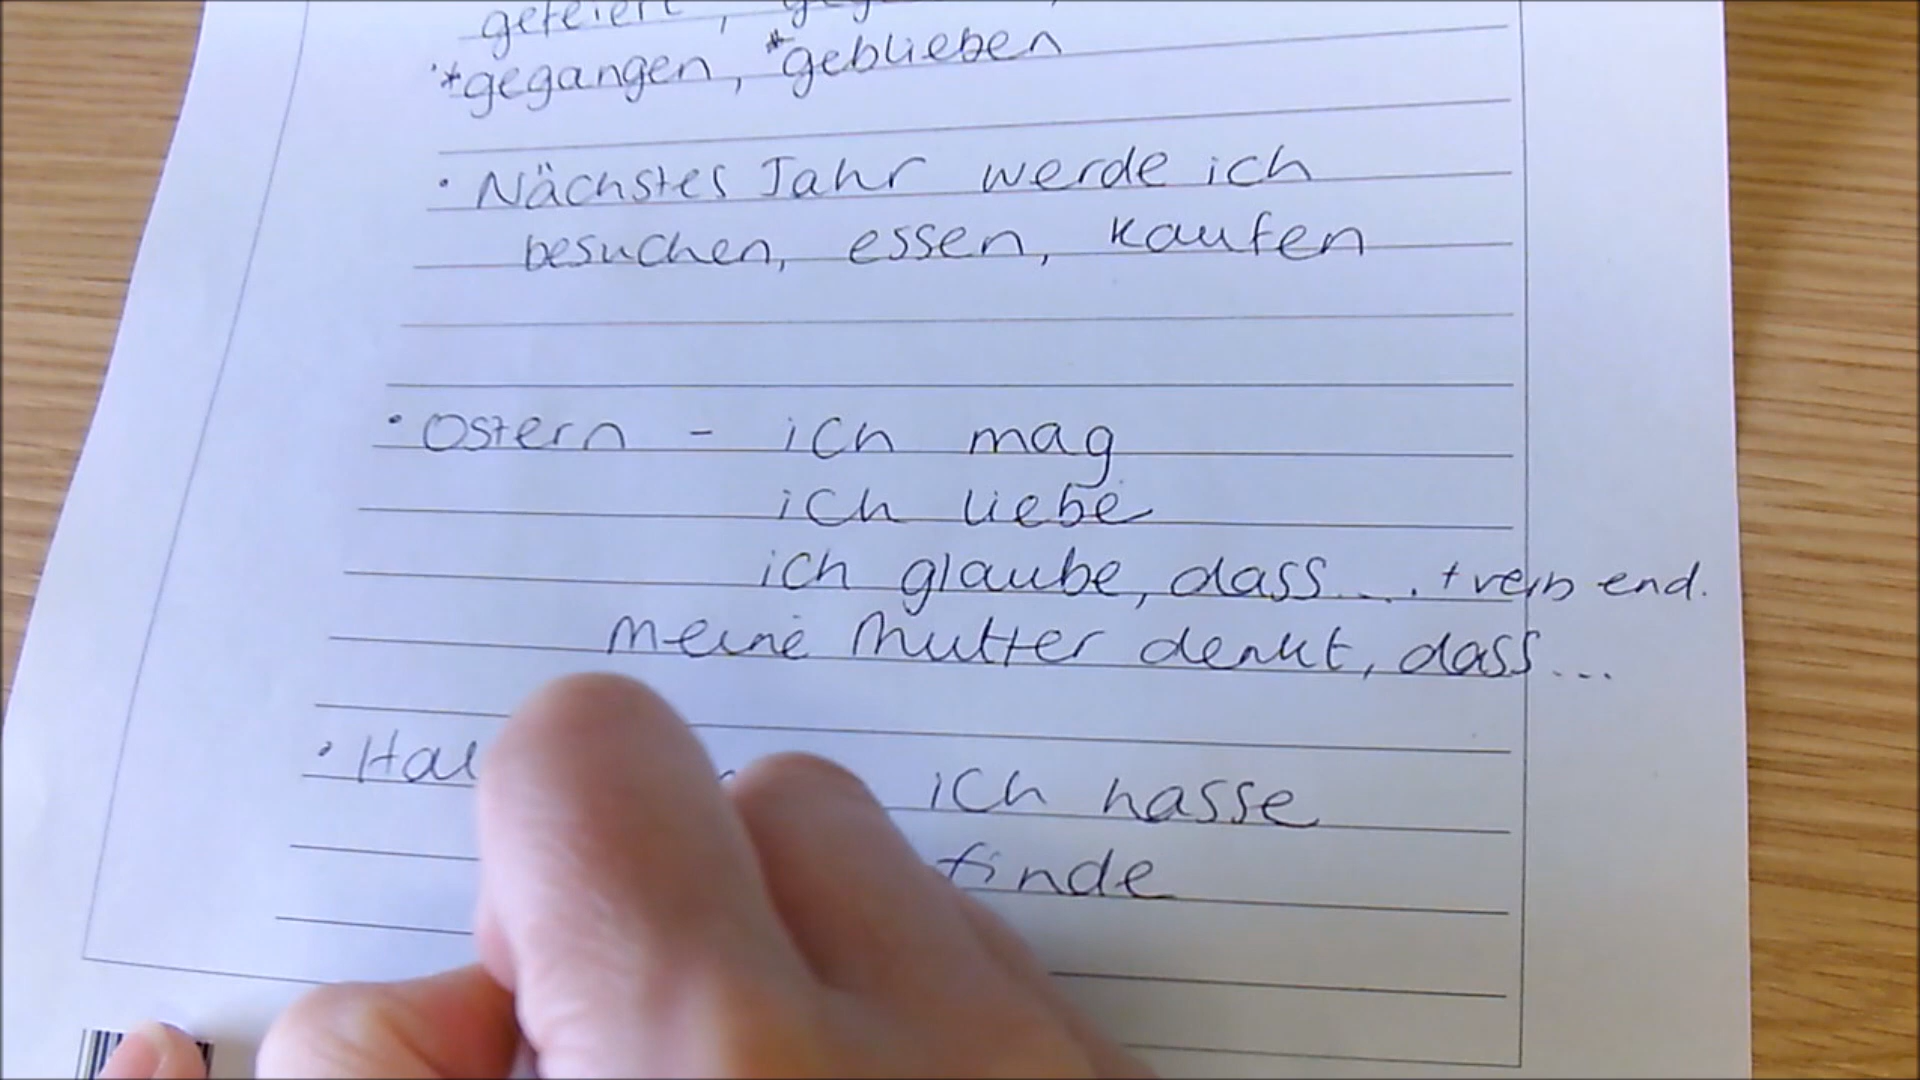 gefeiert,
*gegangen, *geblieben
• Nächstes Jahr werde ich
besuchen, essen, kaufen
• Ostern - ich mag
ich liebe
ich glaube, dass.... + verb end.
meine Mutter denkt, dass...
ich hasse
finde